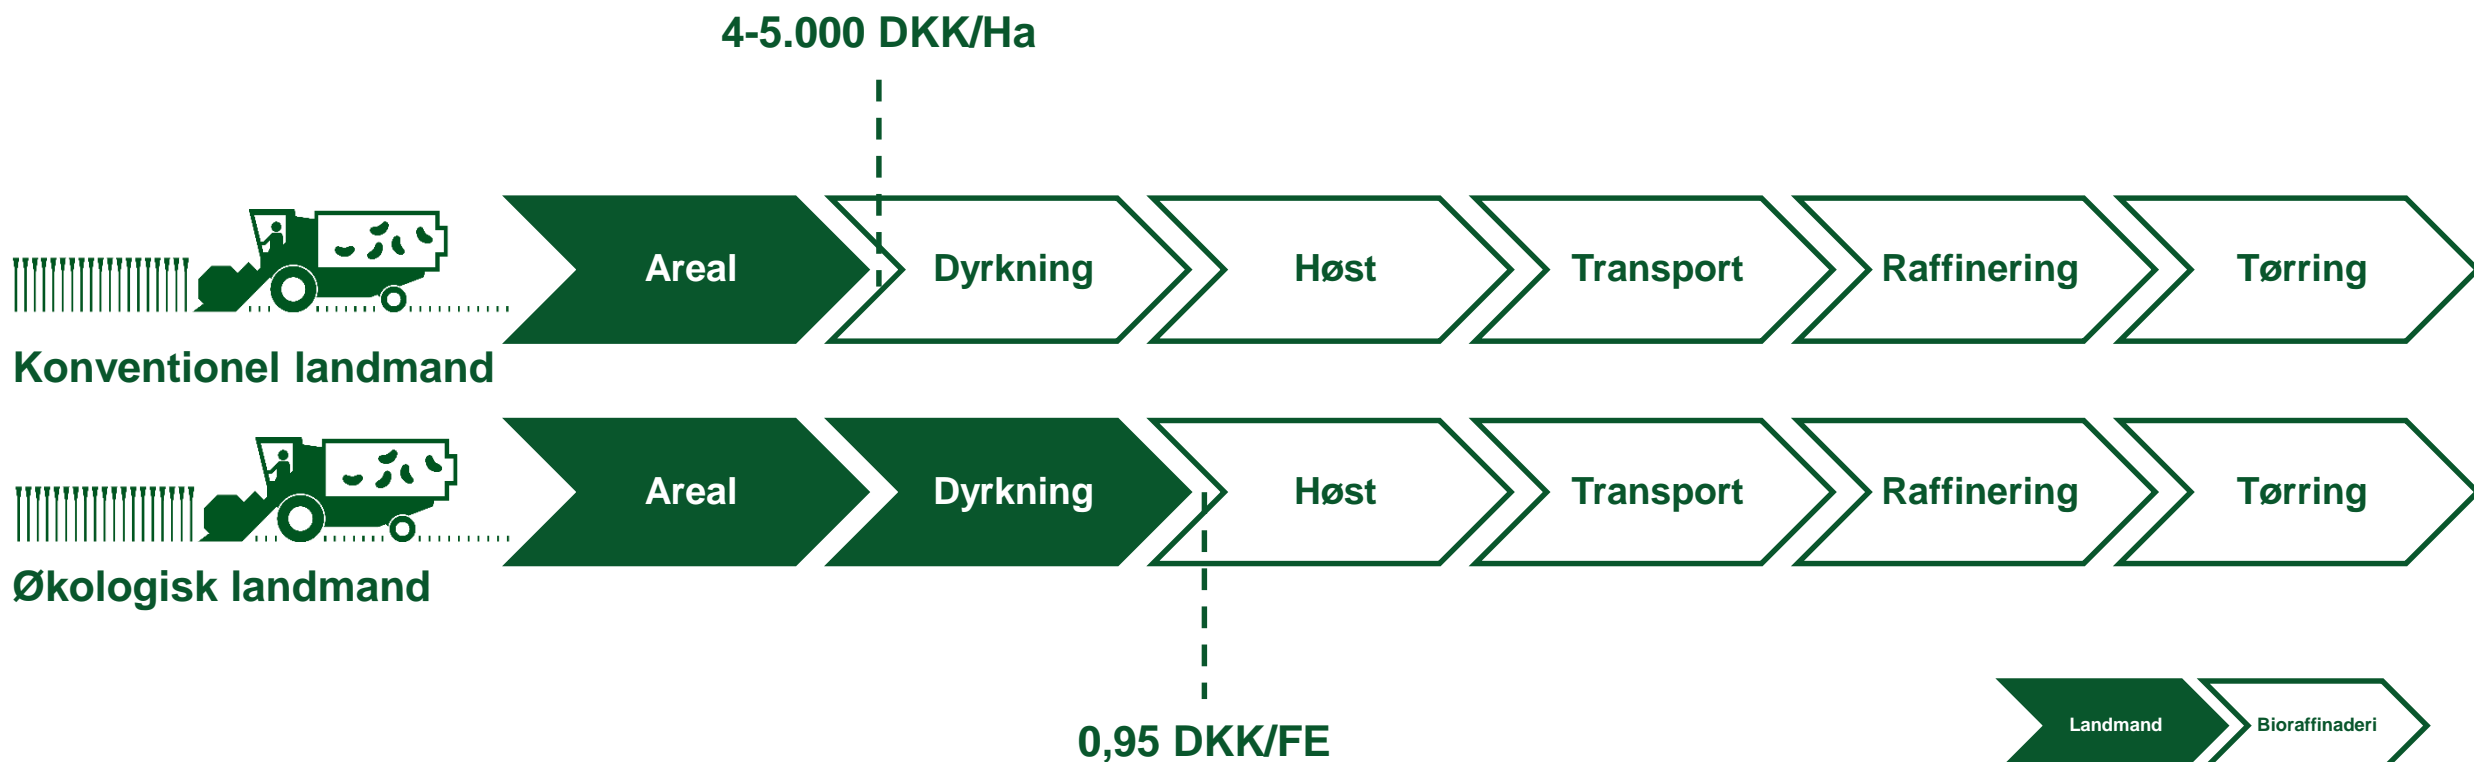 4-5.000 DKK/Ha
Areal
Dyrkning
Høst
Transport
Raffinering
Tørring
Konventionel landmand
Areal
Dyrkning
Høst
Transport
Raffinering
Tørring
Økologisk landmand
0,95 DKK/FE
Landmand
Bioraffinaderi